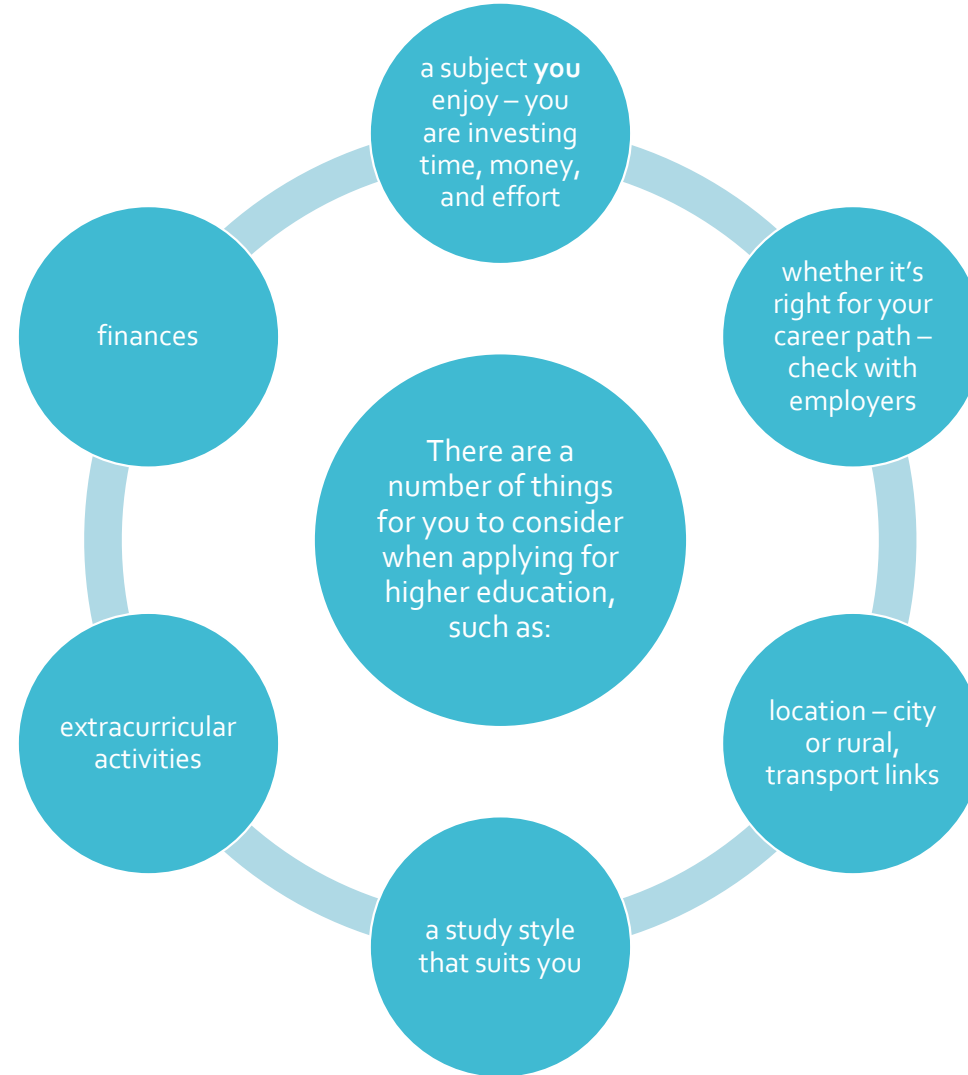 There are a
number of things
for you to consider
when applying for
higher education,
such as:
a subject you
enjoy – you
are investing
time, money,
and effort
whether it’s
right for your
career path –
check with
employers
location – city
or rural,
transport links
a study style
that suits you
extracurricular
activities
finances